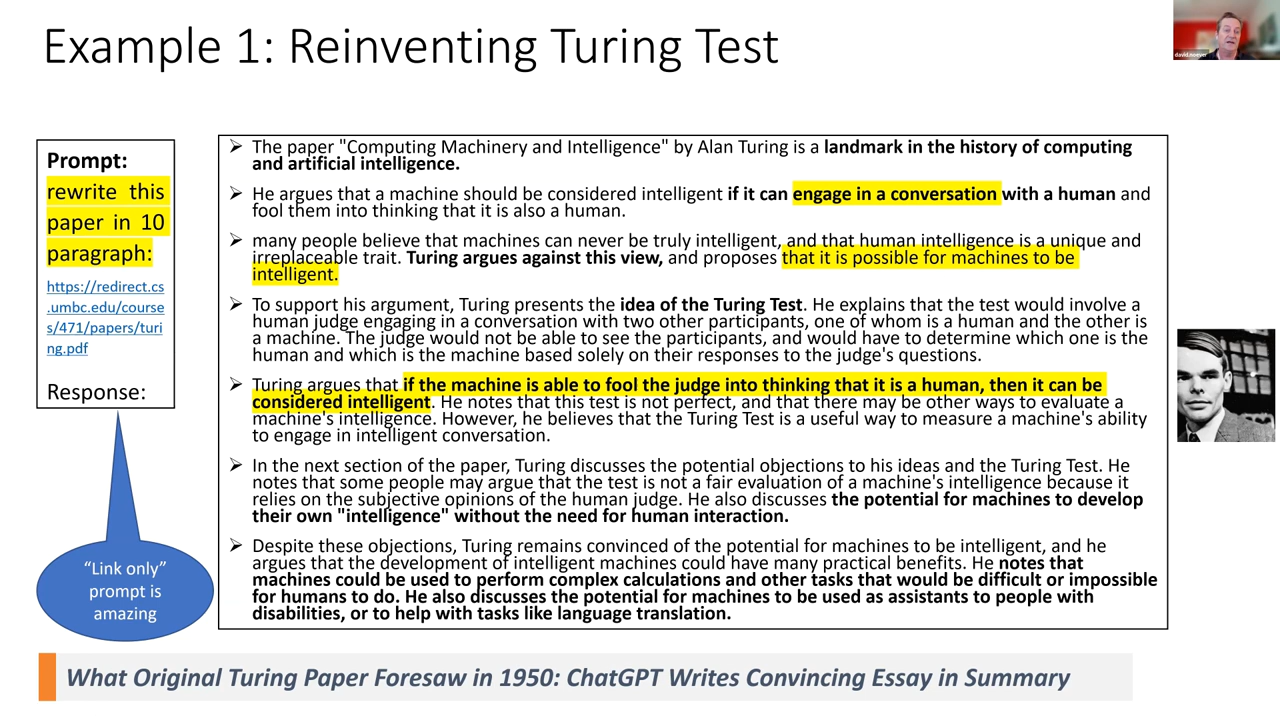 Example 1: Reinventing Turing Test
david.noever
Prompt:
rewrite this
paper in 10
paragraph:
https://redirect.cs
.umbc.edu/course
s/471/papers/turi
ng.pdf
Response:
"Link only"
prompt is
amazing
The paper "Computing Machinery and Intelligence" by Alan Turing is a landmark in the history of computing
and artificial intelligence.
He argues that a machine should be considered intelligent if it can engage in a conversation with a human and
fool them into thinking that it is also a human.
many people believe that machines can never be truly intelligent, and that human intelligence is a unique and
irreplaceable trait. Turing argues against this view, and proposes that it is possible for machines to be
intelligent.
To support his argument, Turing presents the idea of the Turing Test. He explains that the test would involve a
human judge engaging in a conversation with two other participants, one of whom is a human and the other is
a machine. The judge would not be able to see the participants, and would have to determine which one is the
human and which is the machine based solely on their responses to the judge's questions.
Turing argues that if the machine is able to fool the judge into thinking that it is a human, then it can be
considered intelligent. He notes that this test is not perfect, and that there may be other ways to evaluate a
machine's intelligence. However, he believes that the Turing Test is a useful way to measure a machine's ability
to engage in intelligent conversation.
In the next section of the paper, Turing discusses the potential objections to his ideas and the Turing Test. He
notes that some people may argue that the test is not a fair evaluation of a machine's intelligence because it
relies on the subjective opinions of the human judge. He also discusses the potential for machines to develop
their own "intelligence" without the need for human interaction.
Despite these objections, Turing remains convinced of the potential for machines to be intelligent, and he
argues that the development of intelligent machines could have many practical benefits. He notes that
machines could be used to perform complex calculations and other tasks that would be difficult or impossible
for humans to do. He also discusses the potential for machines to be used as assistants to people with
disabilities, or to help with tasks like language translation.
What Original Turing Paper Foresaw in 1950: ChatGPT Writes Convincing Essay in Summary